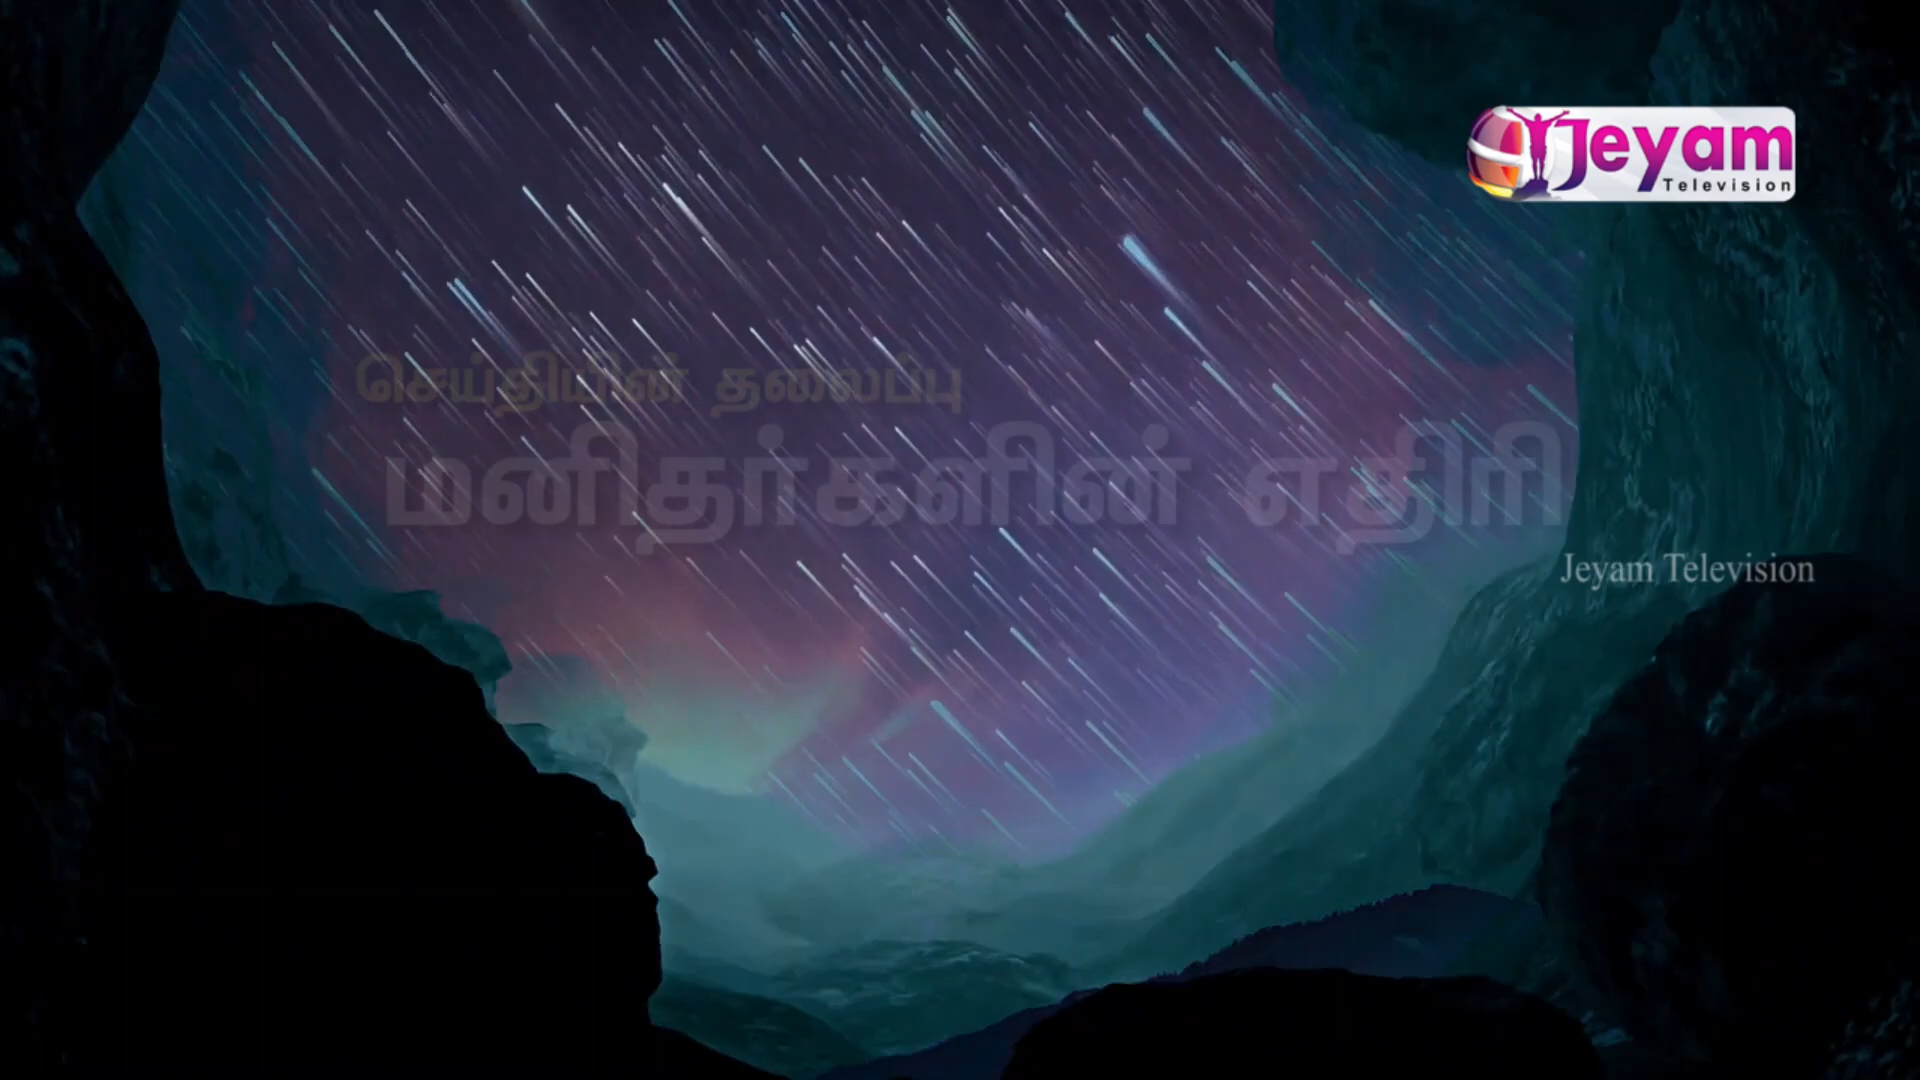 Jeyam
Television
செய்தியின் தலைப்பு
மனிதர்களின் எதிரி
Jeyam Television